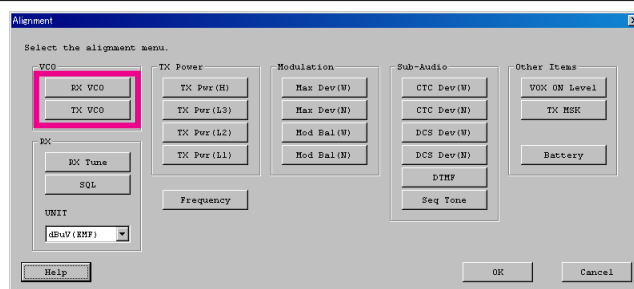 Alignment
Select the alignment menu.
VCO
RX VCO
TX VCO
RX
RX Tune
SQL
UNIT
dBuV(EMF)
TX Power
TX Pwr(H)
TX Pwr(L3)
TX Pwr(L2)
TX Pwr(L1)
Frequency
Modulation
Max Dev(W)
Max Dev(N)
Mod Bal(W)
Mod Bal(N)
Sub-Audio
CTC Dev(W)
CTC Dev(N)
DCS Dev(W)
DCS Dev(N)
DTMF
Seq Tone
Other Items
VOX ON Level
TX MSK
Battery
Help
OK
Cancel